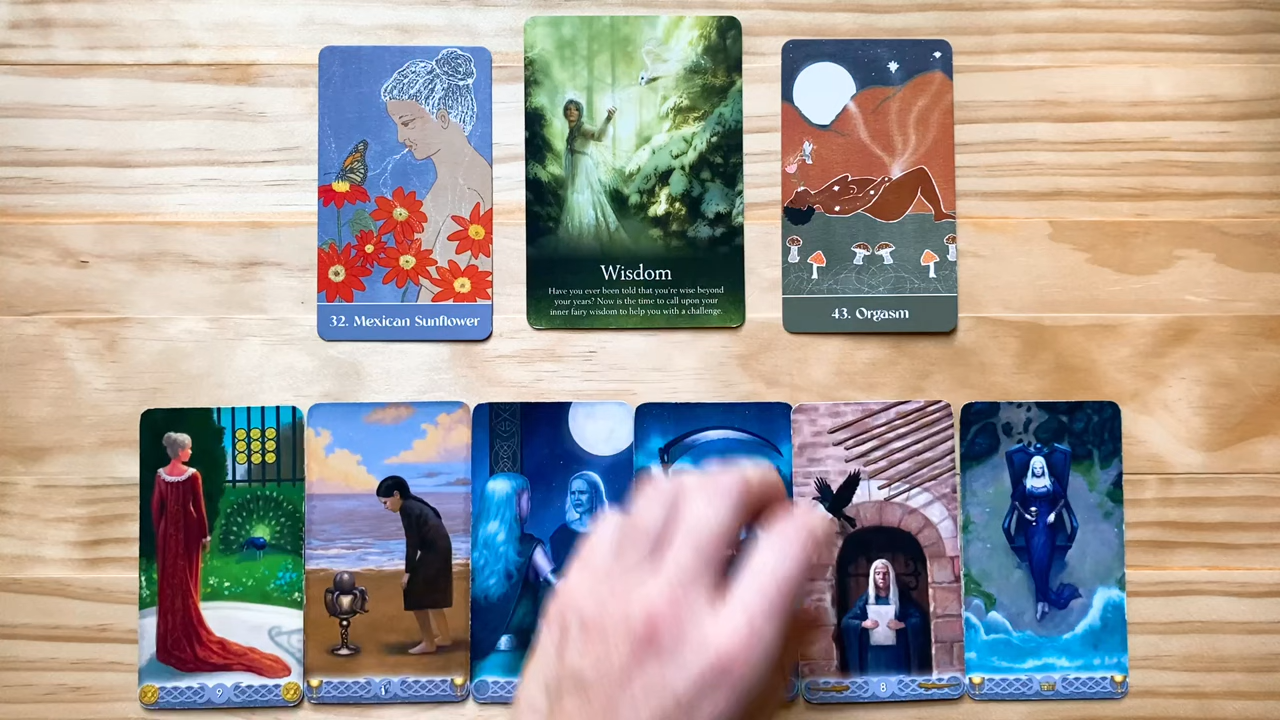 32. Mexican Sunflower
Wisdom
Have you ever been told that you're wise beyond
your years? Now is the time to call upon your
inner fairy wisdom to help you with a challenge.
43. Orgasm
9
8